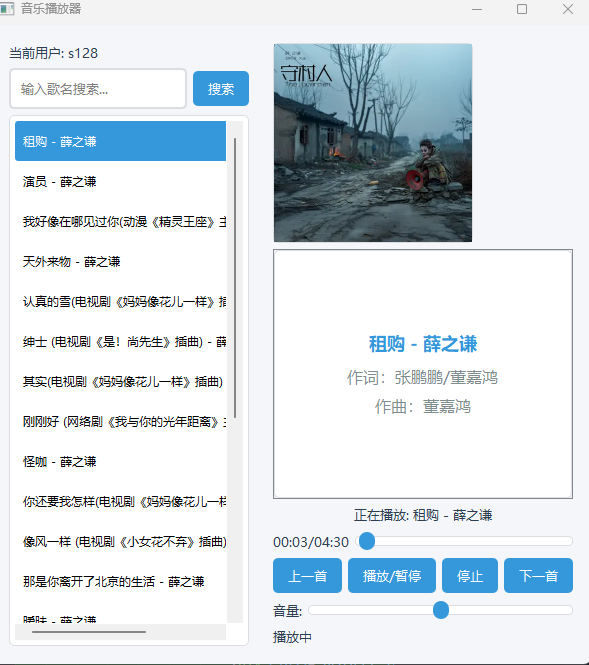 音乐播放器
当前用户: s128
输入歌名搜索...
搜索
租购 - 薛之谦
演员 - 薛之谦
我好像在哪见过你(动漫《精灵王座》主
天外来物 - 薛之谦
认真的雪(电视剧《妈妈像花儿一样》插
绅士 (电视剧《是！尚先生》插曲) - 薛
其实(电视剧《妈妈像花儿一样》插曲)
刚刚好 (网络剧《我与你的光年距离》主
怪咖 - 薛之谦
你还要我怎样(电视剧《妈妈像花儿一样
像风一样 (电视剧《小女花不弃》插曲)
那是你离开了北京的生活 - 薛之谦
暧昧 - 薛之谦
守村人
租购 - 薛之谦
作词：张鹏鹏/董嘉鸿
作曲：董嘉鸿
正在播放: 租购 - 薛之谦
00:03/04:30
上一首 播放/暂停 停止 下一首
音量:
播放中